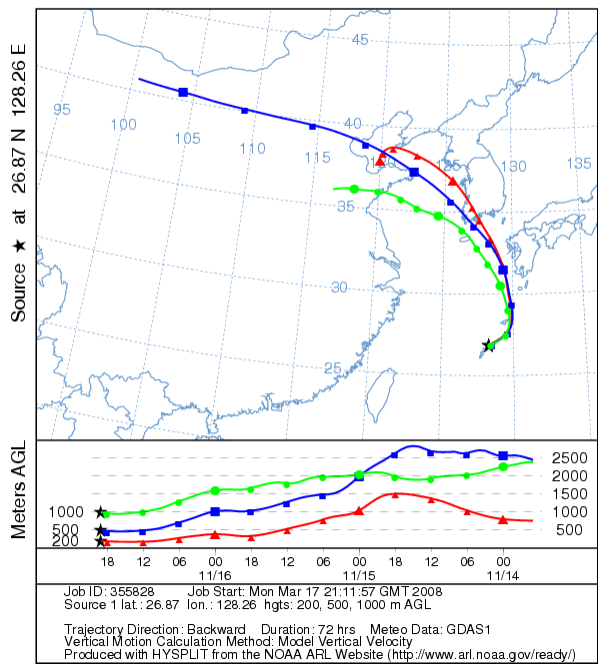 Source ★ at 26.87 N 128.26 E
45
95
100
105
110
115
120
40
130
135
35
30
25
Meters AGL
2500
2000
1500
1000
1000
500
500
200
18 12 06 00 18 12 06 00 18 12 06 00
11/16 11/15 11/14
Job ID: 355828 Job Start: Mon Mar 17 21:11:57 GMT 2008
Source 1 lat.: 26.87 lon.: 128.26 hgts: 200, 500, 1000 m AGL
Trajectory Direction: Backward Duration: 72 hrs Meteo Data: GDAS1
Vertical Motion Calculation Method: Model Vertical Velocity
Produced with HYSPLIT from the NOAA ARL Website (http://www.arl.noaa.gov/ready/)